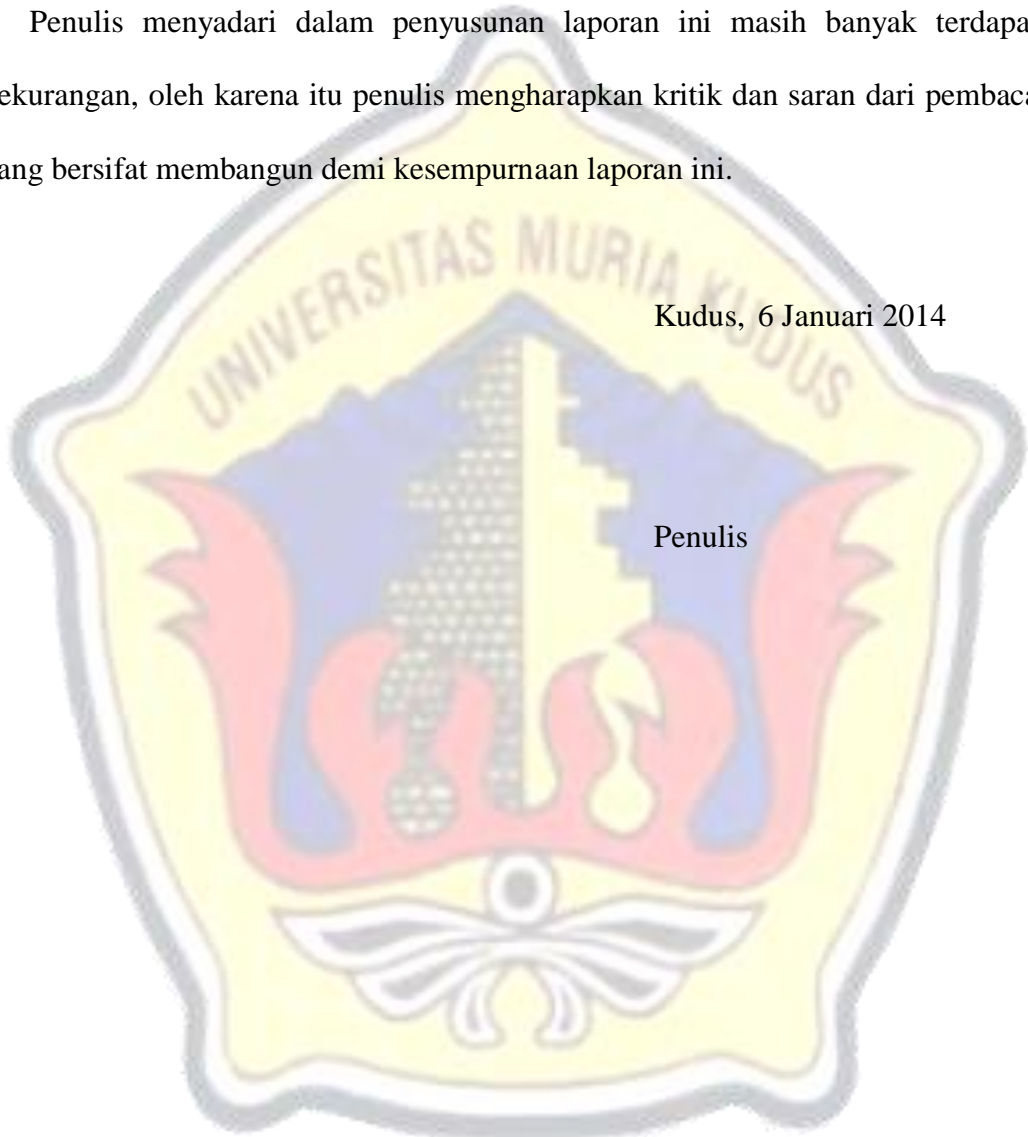 Penulis menyadari dalam penyusunan laporan ini masih banyak terdapa
ekurangan, oleh karena itu penulis mengharapkan kritik dan saran dari pembaca
ang bersifat membangun demi kesempurnaan laporan ini.
UNIVERSITAS MURIA KUDUS
Kudus, 6 Januari 2014
Penulis